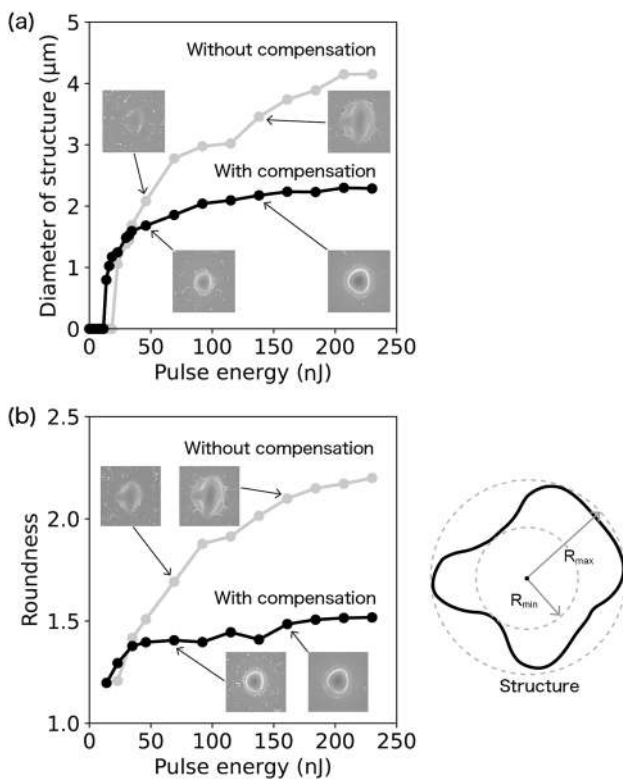 (a)
5
4
3
2
1
0
Diameter of structure (μm)
Without compensation
With compensation
0 50 100 150 200 250
Pulse energy (nJ)
(b)
2.5
2.0
1.5
1.0
Roundness
Without compensation
With compensation
0 50 100 150 200 250
Pulse energy (nJ)
Rmax
Rmin
Structure